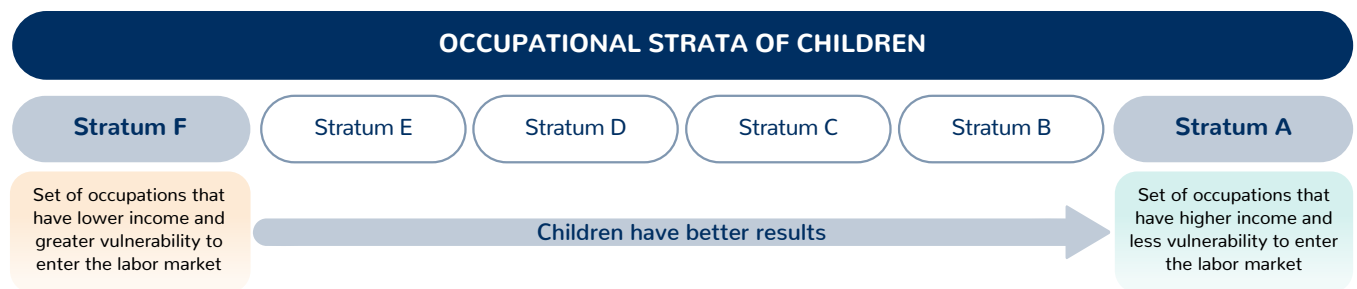 OCCUPATIONAL STRATA OF CHILDREN
Stratum F
Stratum E
Stratum D
Stratum C
Stratum B
Stratum A
Set of occupations that
have lower income and
greater vulnerability to
enter the labor market
Children have better results
Set of occupations that
have higher income and
less vulnerability to enter
the labor market